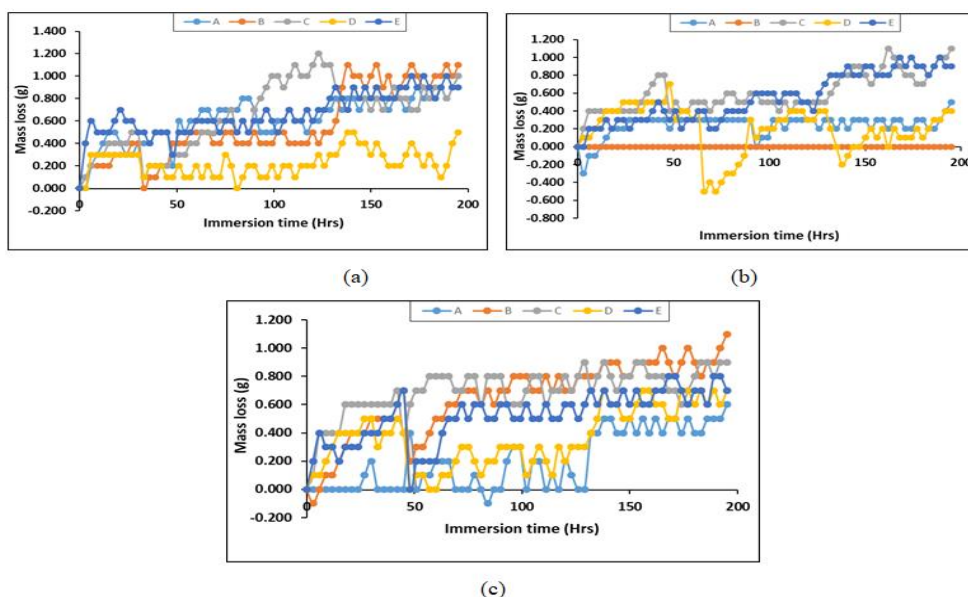 A B C D E
1.400
1.200
1.000
0.800
0.600
0.400
0.200
0.000
-0.200
Mass loss (g)
0 50 100 150 200
Immersion time (Hrs)
(a)
A B C D E
1.200
1.000
0.800
0.600
0.400
0.200
0.000
-0.200
-0.400
-0.600
-0.800
Mass loss (g)
0 50 100 150 200
Immersion time (Hrs)
(b)
A B C D E
1.200
1.000
0.800
0.600
0.400
0.200
0.000
-0.200
Mass loss (g)
0 50 100 150 200
Immersion time (Hrs)
(c)